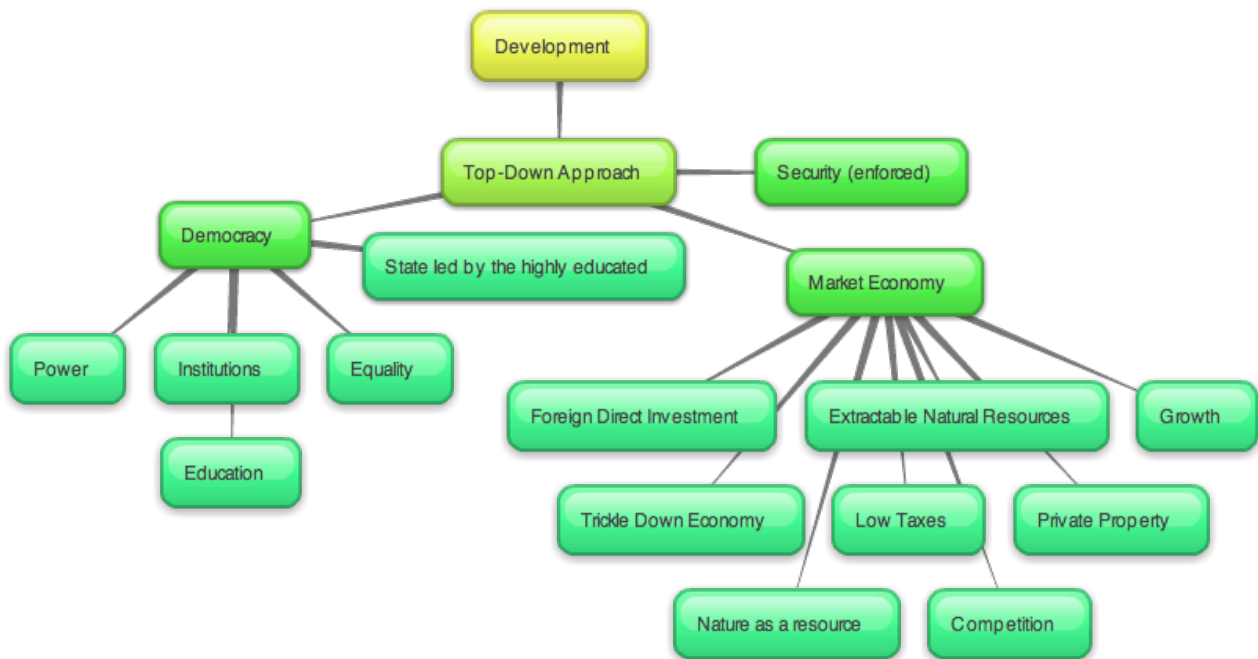 Development
Top-Down Approach
Security (enforced)
Democracy
State led by the highly educated
Market Economy
Power
Institutions
Equality
Foreign Direct Investment
Extractable Natural Resources
Growth
Education
Trickle Down Economy
Low Taxes
Private Property
Nature as a resource
Competition